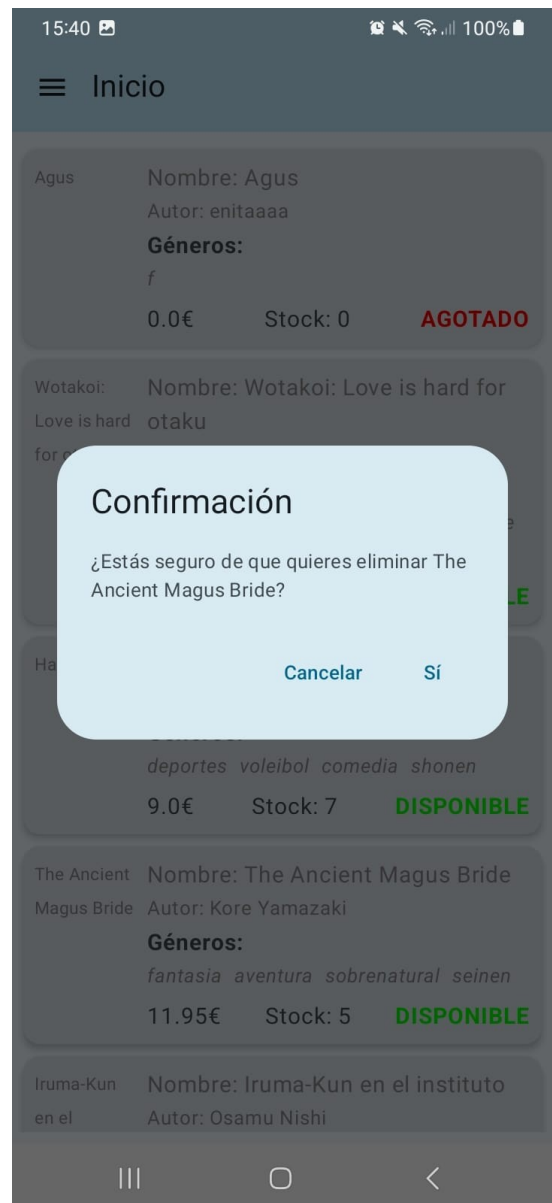 15:40 100%
Inicio
Agus
Nombre: Agus
Autor: enitaaaa
Géneros:
f
0.0€ Stock: 0 AGOTADO
Wotakoi:
Love is hard
for
Nombre: Wotakoi: Love is hard for
otaku
Confirmación
¿Estás seguro de que quieres eliminar The
Ancient Magus Bride?
Cancelar Sí
deportes voleibol comedia shonen
9.0€ Stock: 7 DISPONIBLE
The Ancient
Magus Bride
Nombre: The Ancient Magus Bride
Autor: Kore Yamazaki
Géneros:
fantasia aventura sobrenatural seinen
11.95€ Stock: 5 DISPONIBLE
Iruma-Kun
en el
Nombre: Iruma-Kun en el instituto
Autor: Osamu Nishi